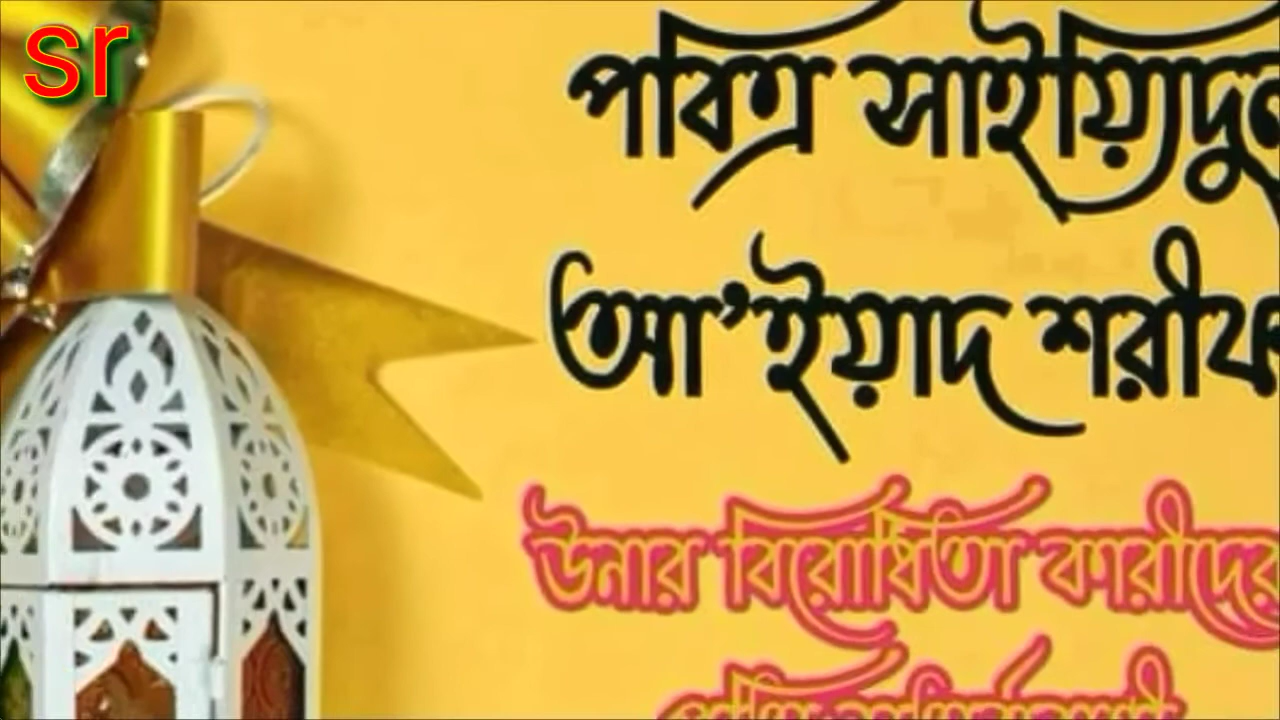 sr
পবিত্র সাইয়্যিদুল
আ’ইয়াদ শরীফ
উনার বিরোধিতা কারীদের